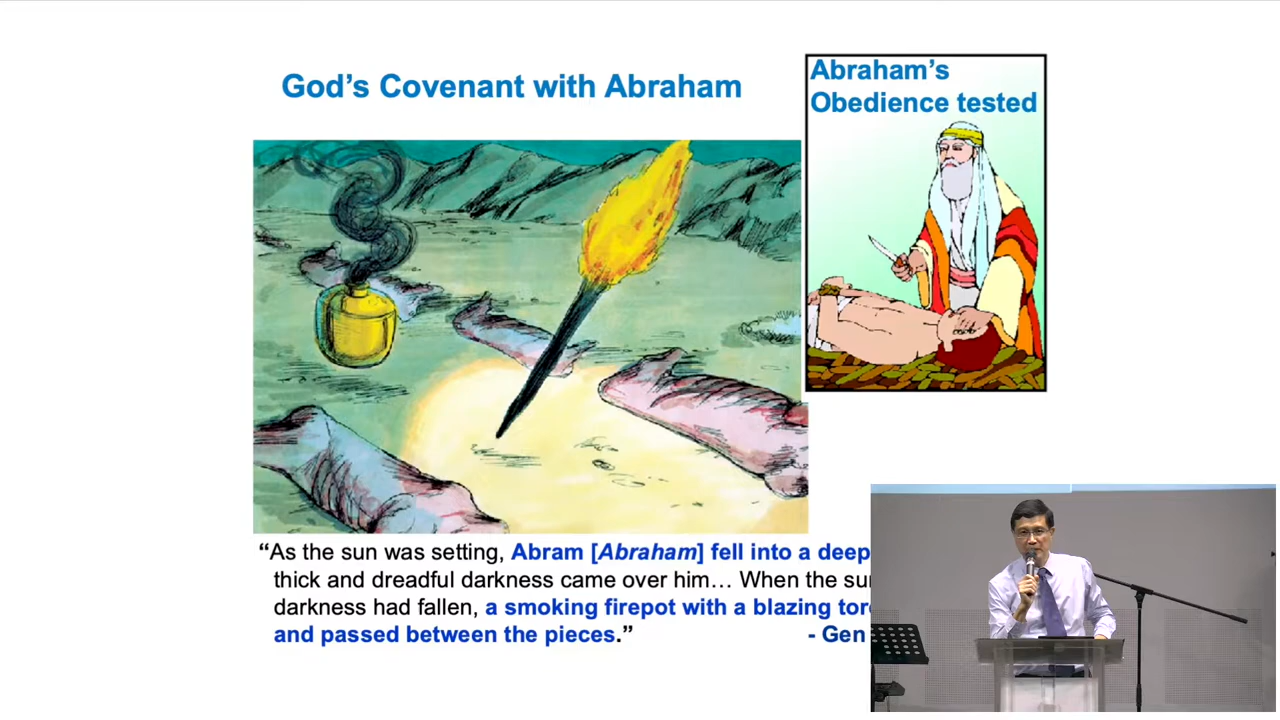 God's Covenant with Abraham
Abraham's
Obedience tested
“As the sun was setting, Abram [Abraham] fell into a deep
thick and dreadful darkness came over him… When the
darkness had fallen, a smoking firepot with a blazing
and passed between the pieces.”
- Gen